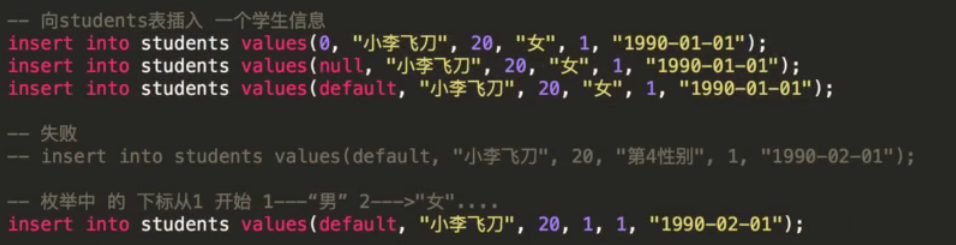 -- 向students表插入 一个学生信息
insert into students values(0, "小李飞刀", 20, "女", 1, "1990-01-01");
insert into students values(null, "小李飞刀", 20, "女", 1, "1990-01-01");
insert into students values(default, "小李飞刀", 20, "女", 1, "1990-01-01");
-- 失败
-- insert into students values(default, "小李飞刀", 20, "第4性别", 1, "1990-02-01");
-- 枚举中 的 下标从1 开始 1---“男” 2--->"女"....
insert into students values(default, "小李飞刀", 20, 1, 1, "1990-02-01");